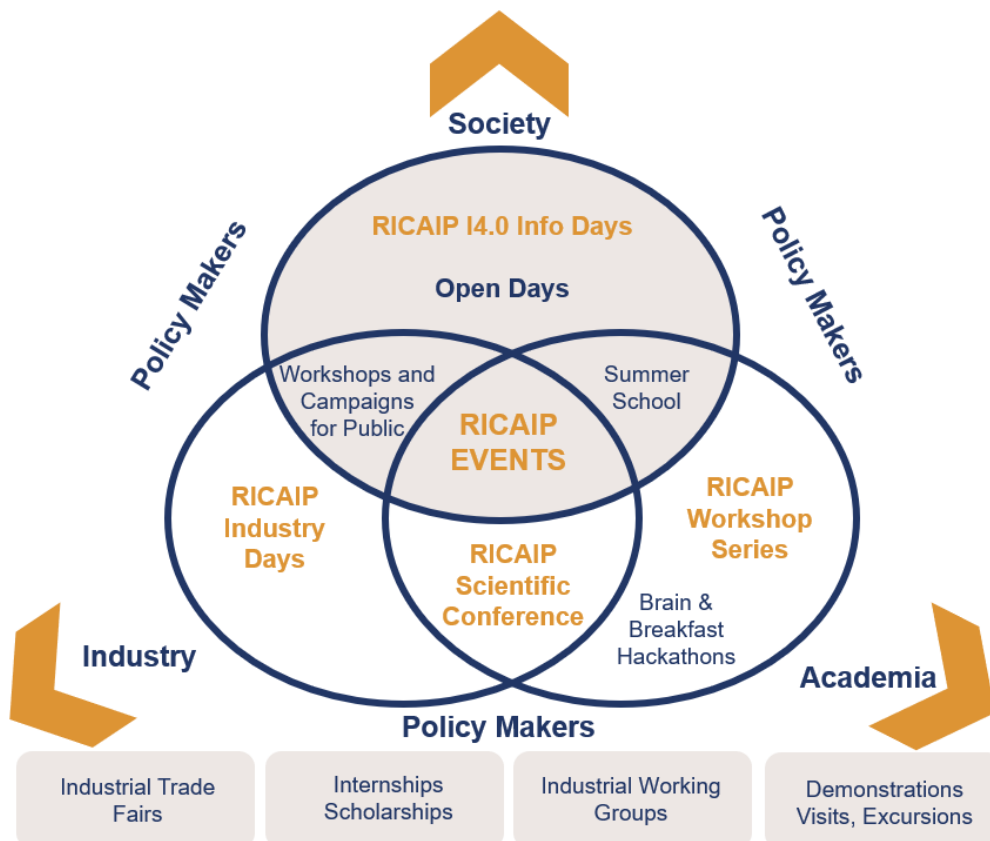 Society
Policy Makers
Policy Makers
RICAIP I4.0 Info Days
Open Days
Workshops and
Campaigns
for Public
Summer
School
RICAIP
EVENTS
RICAIP
Industry
Days
RICAIP
Workshop
Series
RICAIP
Scientific
Conference
Brain &
Breakfast
Hackathons
Industry
Academia
Policy Makers
Industrial Trade
Fairs
Internships
Scholarships
Industrial Working
Groups
Demonstrations
Visits, Excursions